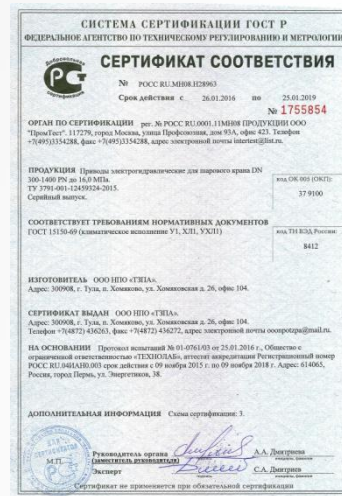 СИСТЕМА СЕРТИФИКАЦИИ ГОСТ Р
ФЕДЕРАЛЬНОЕ АГЕНТСТВО ПО ТЕХНИЧЕСКОМУ РЕГУЛИРОВАНИЮ И МЕТРОЛОГИИ
Добровольная
сертификация
СЕРТИФИКАТ СООТВЕТСТВИЯ
№ РОСС RU.МН08.Н28963
Срок действия с 26.01.2016 по 25.01.2019
№ 1755854
ОРГАН ПО СЕРТИФИКАЦИИ рег. № РОСС RU.0001.11МН08 ПРОДУКЦИИ ООО
"ПромТест". 117279, город Москва, улица Профсоюзная, дом 93А, офис 423. Телефон
+7(495)3354288, факс +7(495)3354288, адрес электронной почты intertest@list.ru.
ПРОДУКЦИЯ Приводы электрогидравлические для шарового крана DN
300-1400 PN до 16,0 МПа.
ТУ 3791-001-12459324-2015.
Серийный выпуск.
код ОК 005 (ОКП):
37 9100
СООТВЕТСТВУЕТ ТРЕБОВАНИЯМ НОРМАТИВНЫХ ДОКУМЕНТОВ
ГОСТ 15150-69 (климатическое исполнение У1, ХЛ1, УХЛ1)
код ТН ВЭД России:
8412
ИЗГОТОВИТЕЛЬ ООО НПО «ТЗПА».
Адрес: 300908, г. Тула, п. Хомяково, ул. Хомяковская д. 26, офис 104.
СЕРТИФИКАТ ВЫДАН ООО НПО «ТЗПА».
Адрес: 300908, г. Тула, п. Хомяково, ул. Хомяковская д. 26, офис 104.
Телефон +7(4872) 436263, факс +7(4872) 436272, адрес электронной почты ooonpotzpa@mail.ru.
НА ОСНОВАНИИ Протокол испытаний № 01-0761/03 от 25.01.2016 г., Общество с
ограниченной ответственностью «ТЕХНОЛАБ», аттестат аккредитации Регистрационный номер
РОСС RU.04ИАН0.003 срок действия с 09 ноября 2015 г. по 09 ноября 2018 г. Адрес: 614065,
Россия, город Пермь, ул. Энергетиков, 38.
ДОПОЛНИТЕЛЬНАЯ ИНФОРМАЦИЯ Схема сертификации: 3.
М.П.
Руководитель органа
(заместитель руководителя)
А.А. Дмитриев
Эксперт
С.А. Дмитриев
Сертификат не применяется при обязательной сертификации